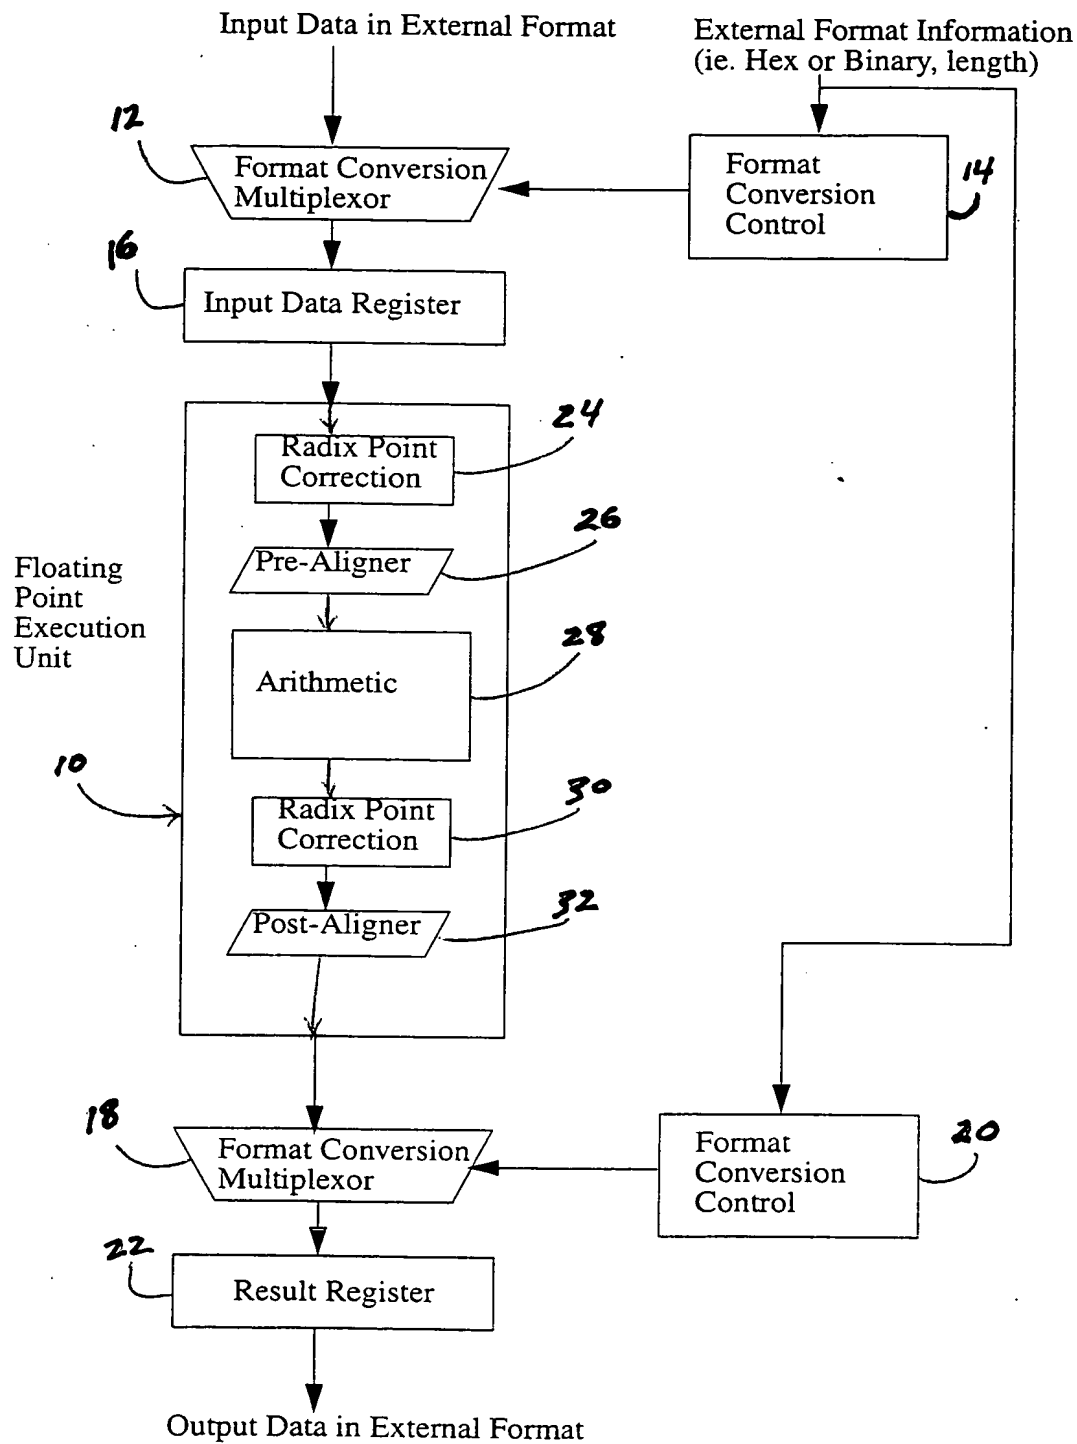 Input Data in External Format
External Format Information
(ie. Hex or Binary, length)
12
Format Conversion
Multiplexor
Format
Conversion
Control
14
16
Input Data Register
24
Radix Point
Correction
26
Pre-Aligner
Floating
Point
Execution
Unit
28
Arithmetic
10
30
Radix Point
Correction
32
Post-Aligner
18
Format Conversion
Multiplexor
Format
Conversion
Control
20
22
Result Register
Output Data in External Format